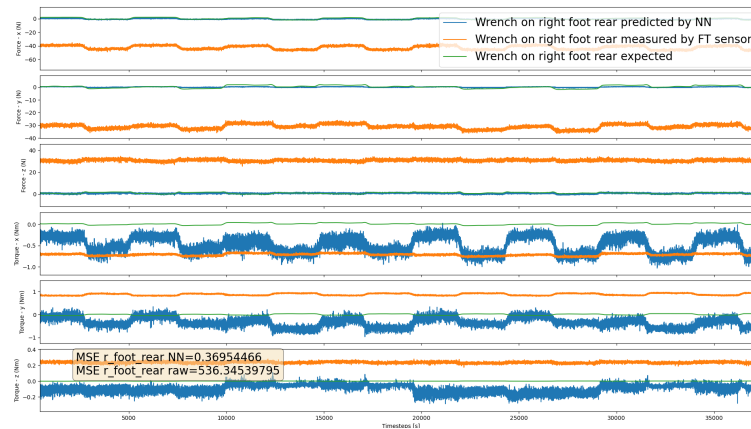 Wrench on right foot rear predicted by NN
Wrench on right foot rear measured by FT sensor
Wrench on right foot rear expected
Force - x (N)
0
−20
−40
−60
Force - y (N)
0
−10
−20
−30
−40
Force - z (N)
40
20
0
Torque - x (Nm)
0.0
−0.5
−1.0
Torque - y (Nm)
1
0
−1
Torque - z (Nm)
0.4
0.2
0.0
−0.2
MSE r_foot_rear NN=0.36954466
MSE r_foot_rear raw=536.34539795
5000 10000 15000 20000 25000 30000 35000
Timesteps (s)